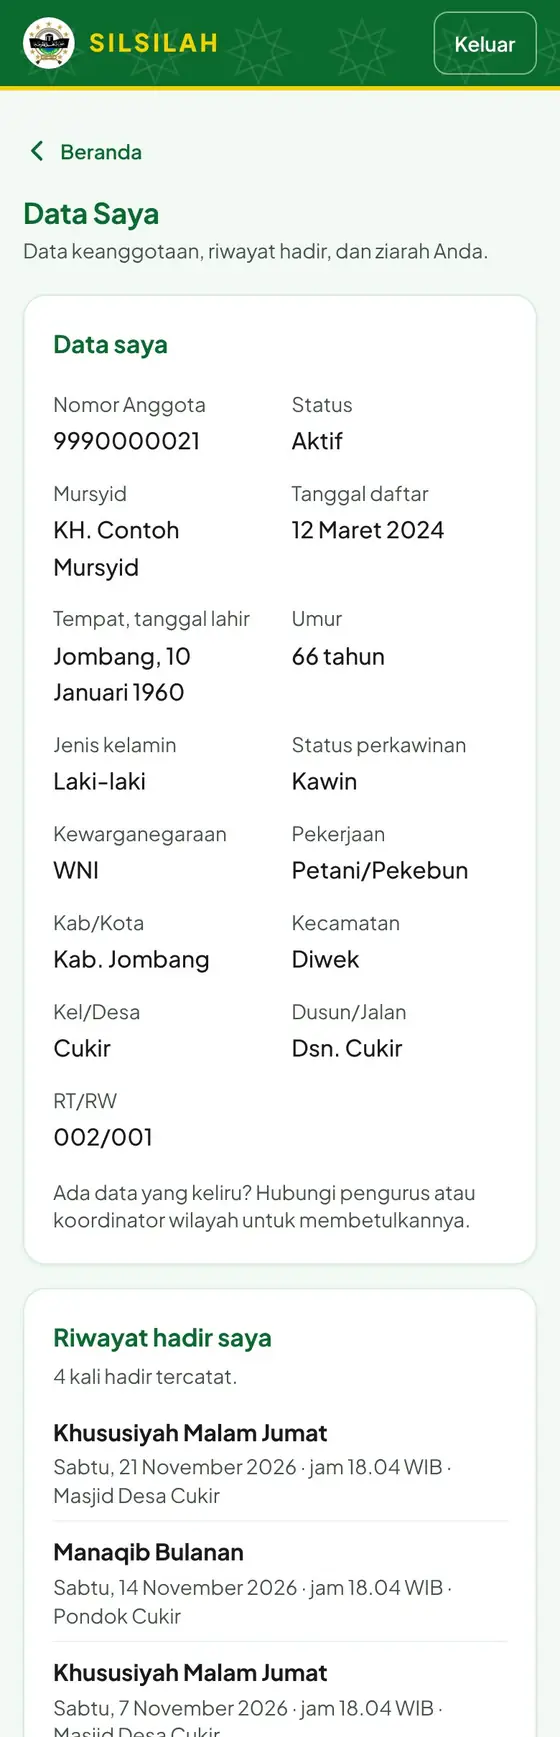 SILSILAH
Keluar
Beranda
Data Saya
Data keanggotaan, riwayat hadir, dan ziarah Anda.
Data saya
Nomor Anggota
9990000021
Status
Aktif
Mursyid
KH. Contoh
Mursyid
Tanggal daftar
12 Maret 2024
Tempat, tanggal lahir
Jombang, 10
Januari 1960
Umur
66 tahun
Jenis kelamin
Laki-laki
Status perkawinan
Kawin
Kewarganegaraan
WNI
Pekerjaan
Petani/Pekebun
Kab/Kota
Kab. Jombang
Kecamatan
Diwek
Kel/Desa
Cukir
Dusun/Jalan
Dsn. Cukir
RT/RW
002/001
Ada data yang keliru? Hubungi pengurus atau
koordinator wilayah untuk membetulkannya.
Riwayat hadir saya
4 kali hadir tercatat.
Khususiyah Malam Jumat
Sabtu, 21 November 2026 · jam 18.04 WIB ·
Masjid Desa Cukir
Manaqib Bulanan
Sabtu, 14 November 2026 · jam 18.04 WIB ·
Pondok Cukir
Khususiyah Malam Jumat
Sabtu, 7 November 2026 · jam 18.04 WIB ·
Masjid Desa Cukir